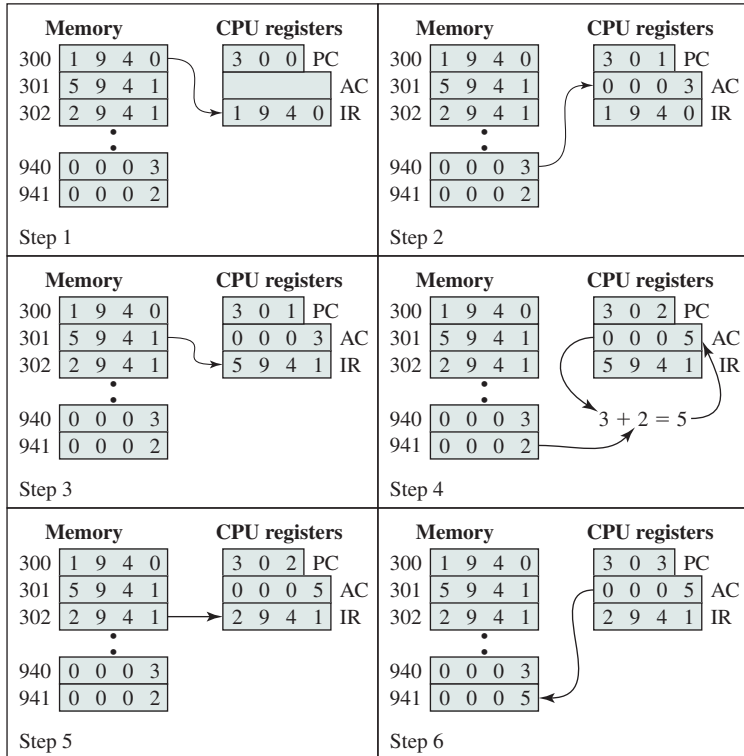 Memory CPU registers
300 1 9 4 0 3 0 0 PC
301 5 9 4 1 AC
302 2 9 4 1 1 9 4 0 IR
940 0 0 0 3
941 0 0 0 2
Step 1
Memory CPU registers
300 1 9 4 0 3 0 1 PC
301 5 9 4 1 0 0 0 3 AC
302 2 9 4 1 1 9 4 0 IR
940 0 0 0 3
941 0 0 0 2
Step 2
Memory CPU registers
300 1 9 4 0 3 0 1 PC
301 5 9 4 1 0 0 0 3 AC
302 2 9 4 1 5 9 4 1 IR
940 0 0 0 3
941 0 0 0 2
Step 3
Memory CPU registers
300 1 9 4 0 3 0 2 PC
301 5 9 4 1 0 0 0 5 AC
302 2 9 4 1 5 9 4 1 IR
940 0 0 0 3 3 + 2 = 5
941 0 0 0 2
Step 4
Memory CPU registers
300 1 9 4 0 3 0 2 PC
301 5 9 4 1 0 0 0 5 AC
302 2 9 4 1 2 9 4 1 IR
940 0 0 0 3
941 0 0 0 2
Step 5
Memory CPU registers
300 1 9 4 0 3 0 3 PC
301 5 9 4 1 0 0 0 5 AC
302 2 9 4 1 2 9 4 1 IR
940 0 0 0 3
941 0 0 0 5
Step 6